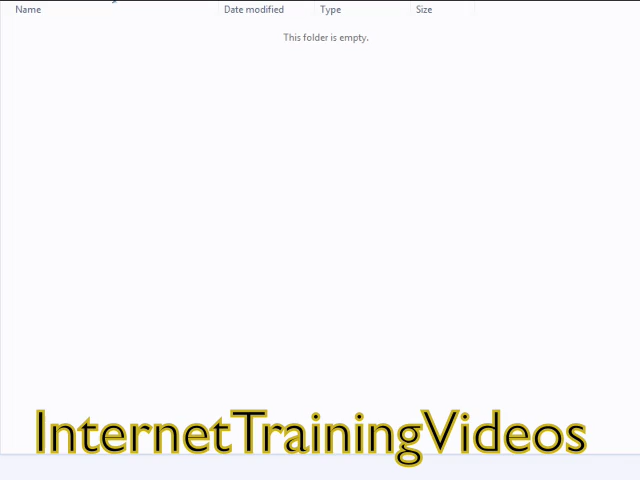 Name Date modified Type Size
This folder is empty.
InternetTrainingVideos